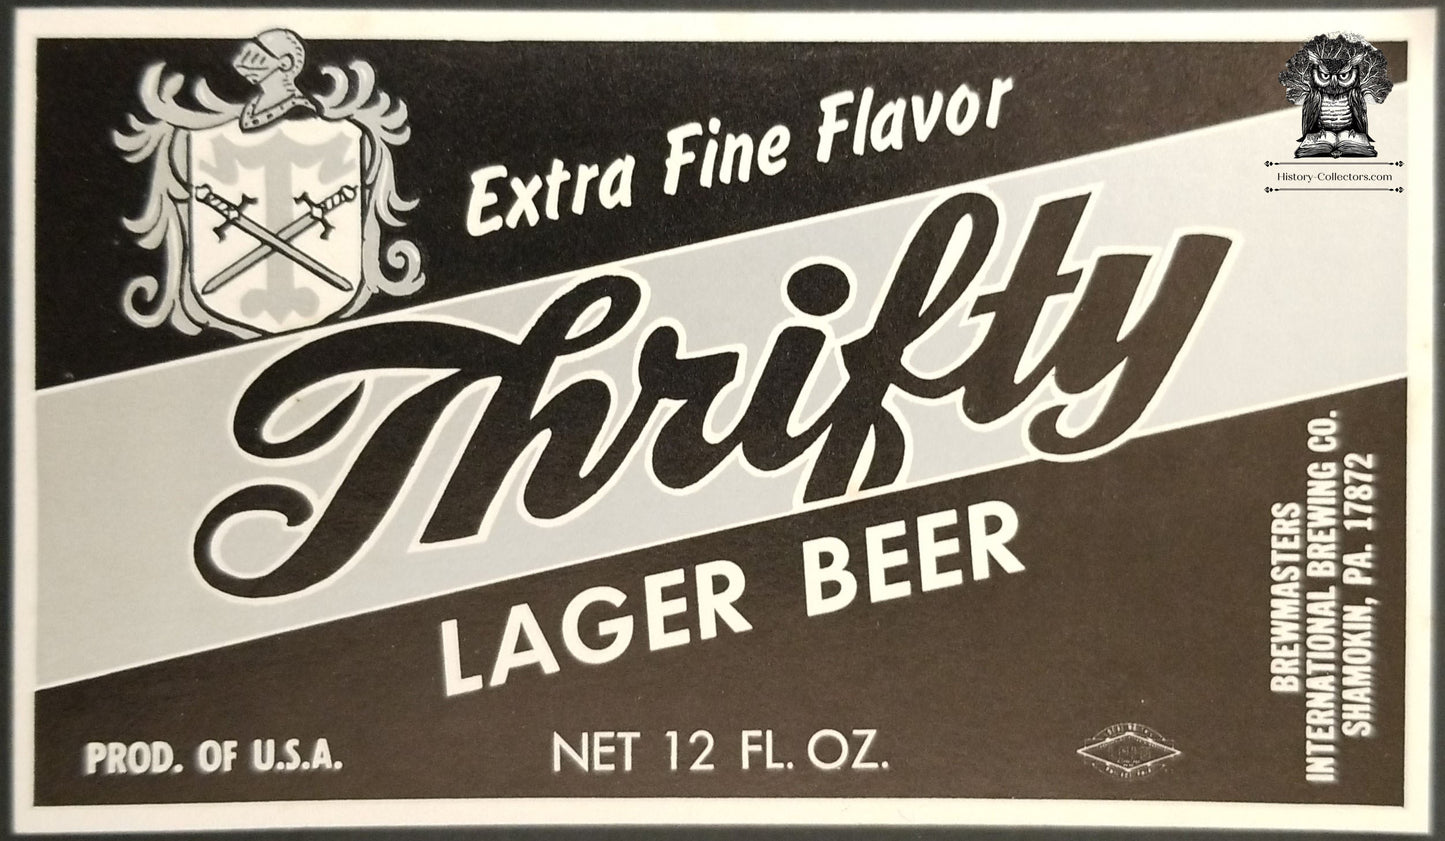 Extra Fine Flavor
History-Collectors.com
Thrifty
LAGER BEER
PROD. OF U.S.A.
NET 12 FL. OZ.
BREWMASTERS
INTERNATIONAL BREWING CO.
SHAMOKIN, PA. 17872